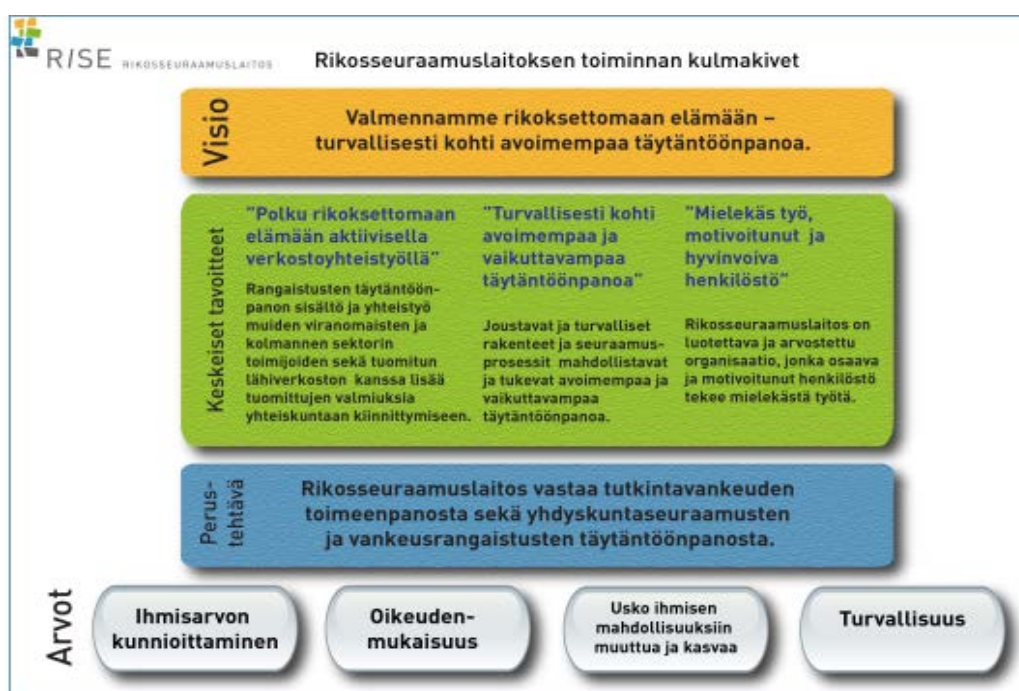 RISE RIKOSSEURAAMUSLAITOS
Rikosseuraamuslaitoksen toiminnan kulmakivet
Visio
Valmennamme rikoksettomaan elämään –
turvallisesti kohti avoimempaa täytäntöönpanoa.
Keskeiset tavoitteet
"Polku rikoksettomaan
elämään aktiivisella
verkostoyhteistyöllä"
Rangaistusten täytäntöön-
panon sisältö ja yhteistyö
muiden viranomaisten ja
kolmannen sektorin
toimijoiden sekä tuomitun
lähiverkoston kanssa lisää
tuomittujen valmiuksia
yhteiskuntaan kiinnittymiseen.
"Turvallisesti kohti
avoimempaa ja
vaikuttavampaa
täytäntöönpanoa"
Joustavat ja turvalliset
rakenteet ja seuraamus-
prosessit mahdollistavat
ja tukevat avoimempaa ja
vaikuttavampaa
täytäntöönpanoa.
"Mielekäs työ,
motivoitunut ja
hyvinvoiva
henkilöstö"
Rikosseuraamuslaitos on
luotettava ja arvostettu
organisaatio, jonka osaava
ja motivoitunut henkilöstö
tekee mielekästä työtä.
Perus-
tehtävä
Rikosseuraamuslaitos vastaa tutkintavankeuden
toimeenpanosta sekä yhdyskuntaseuraamusten
ja vankeusrangaistusten täytäntöönpanosta.
Arvot
Ihmisarvon
kunnioittaminen
Oikeuden-
mukaisuus
Usko ihmisen
mahdollisuuksiin
muuttua ja kasvaa
Turvallisuus